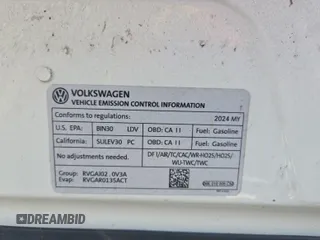 VOLKSWAGEN
VEHICLE EMISSION CONTROL INFORMATION
Conforms to regulations: 2024 MY
U.S. EPA: BIN30 LDV OBD: CA II Fuel: Gasoline
California: SULEV30 PC OBD: CA II Fuel: Gasoline
No adjustments needed. DFI/AIR/TC/CAC/WR-HO2S/HO2S/
WU-TWC/TWC
Group: RVGAJ02.0V3A
Evap: RVGAR0135ACT
DREAMBID